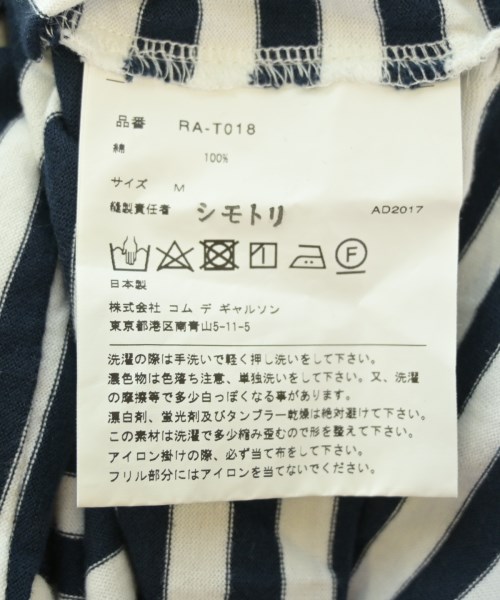 品番 RA-T018
綿 100%
サイズ M
縫製責任者 シモトリ AD2017
F
日本製
株式会社 コム デ ギャルソン
東京都港区南青山5-11-5
洗濯の際は手洗いで軽く押し洗いをして下さい。
濃色物は色落ち注意、単独洗いをして下さい。又、洗濯
の摩擦等で多少白っぽくなる事があります。
漂白剤、蛍光剤及びタンブラー乾燥は絶対避けて下さい。
この素材は洗濯で多少縮み歪むので形を整えて下さい。
アイロン掛けの際、必ず当て布をして下さい。
フリル部分にはアイロンを当てないでください。